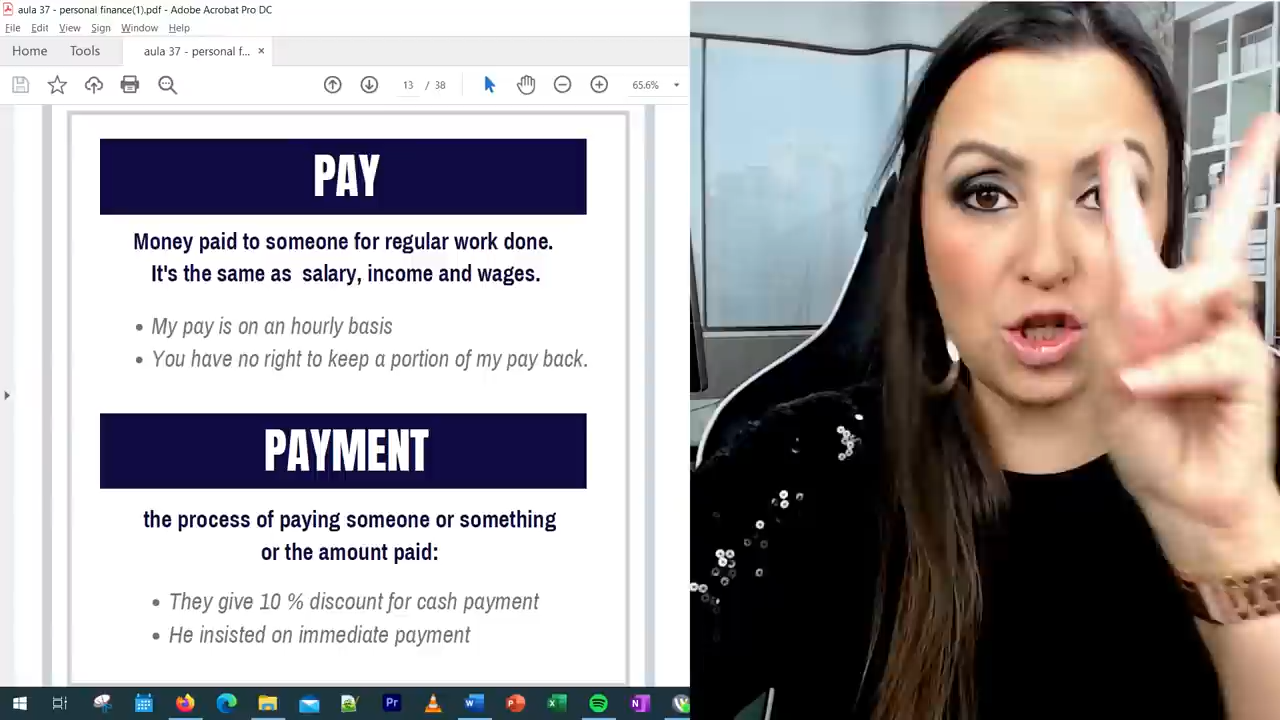 aula 37 - personal finance(1).pdf - Adobe Acrobat Pro DC
File Edit View Sign Window Help
Home Tools aula 37 - personal f... ×
13 / 38 65.6%
PAY
Money paid to someone for regular work done.
It's the same as salary, income and wages.
• My pay is on an hourly basis
• You have no right to keep a portion of my pay back.
PAYMENT
the process of paying someone or something
or the amount paid:
• They give 10 % discount for cash payment
• He insisted on immediate payment